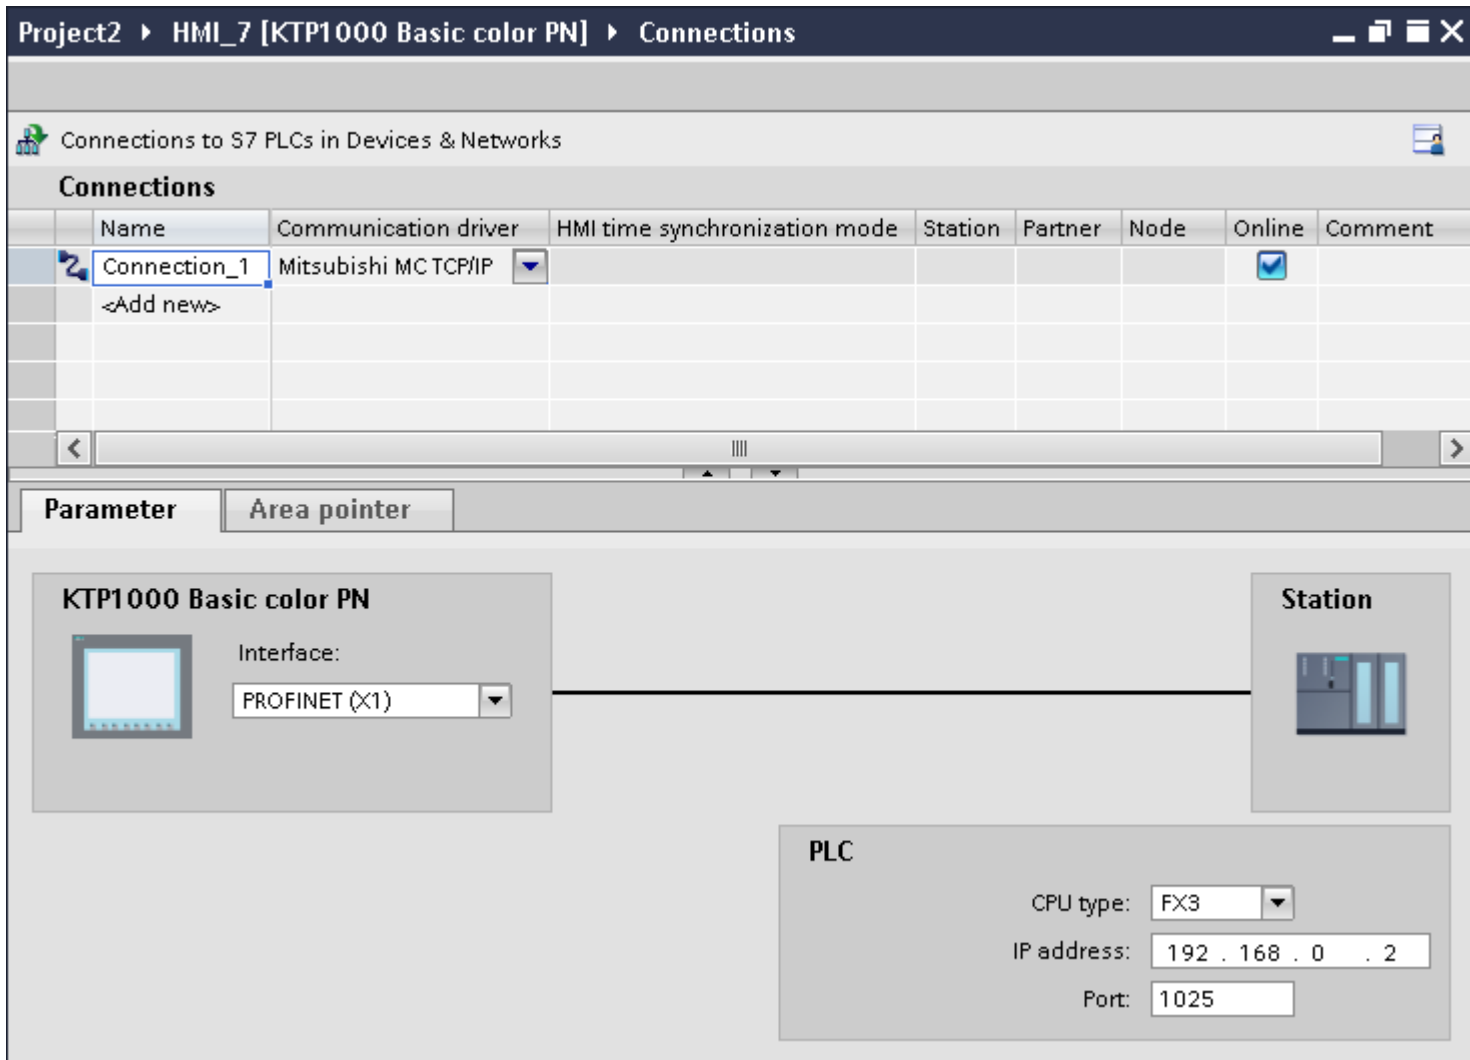 Project2 ▸ HMI_7 [KTP1000 Basic color PN] ▸ Connections
Connections to S7 PLCs in Devices & Networks
Connections
Name Communication driver HMI time synchronization mode Station Partner Node Online Comment
Connection_1 Mitsubishi MC TCP/IP
<Add new>
Parameter Area pointer
KTP1000 Basic color PN Station
Interface:
PROFINET (X1)
PLC
CPU type: FX3
IP address: 192 . 168 . 0 . 2
Port: 1025